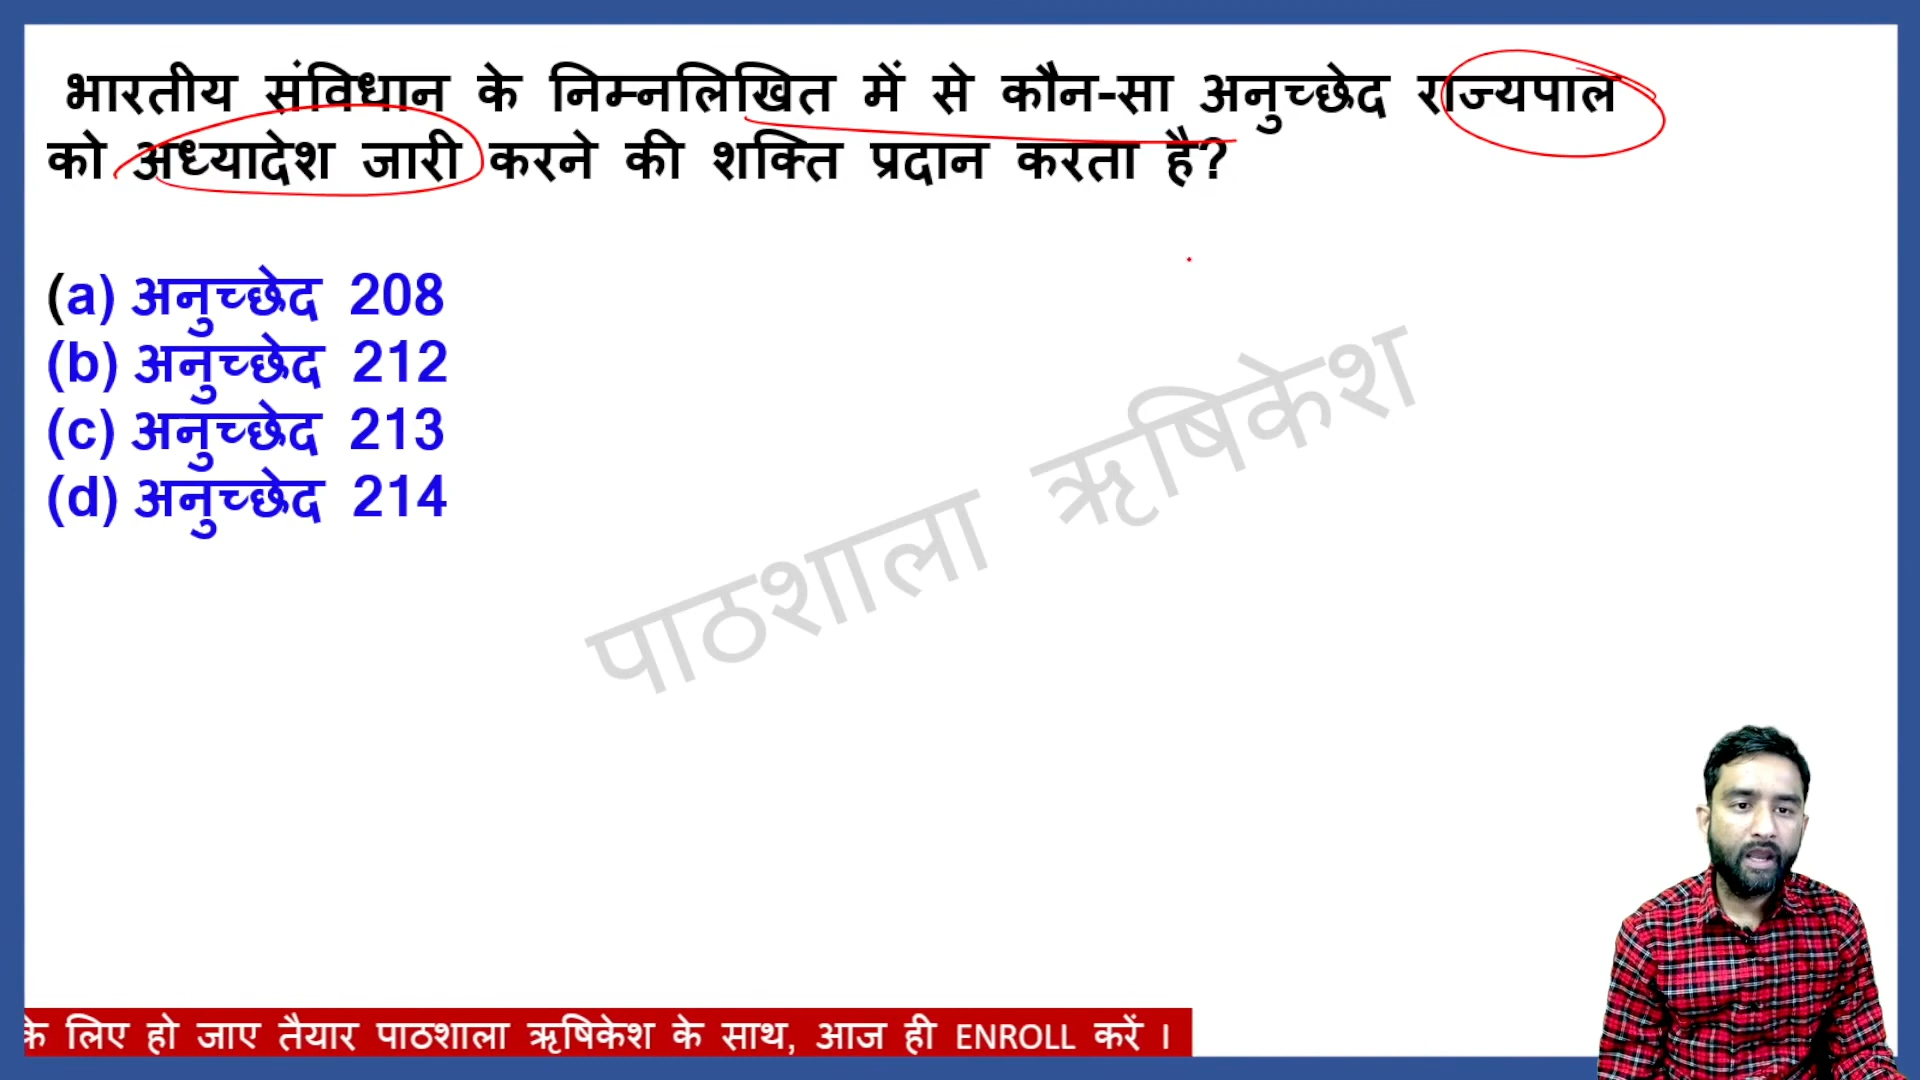 भारतीय संविधान के निम्नलिखित में से कौन-सा अनुच्छेद राज्यपाल
को अध्यादेश जारी करने की शक्ति प्रदान करता है?
(a) अनुच्छेद 208
(b) अनुच्छेद 212
(c) अनुच्छेद 213
(d) अनुच्छेद 214
पाठशाला ऋषिकेश
के लिए हो जाए तैयार पाठशाला ऋषिकेश के साथ, आज ही ENROLL करें ।